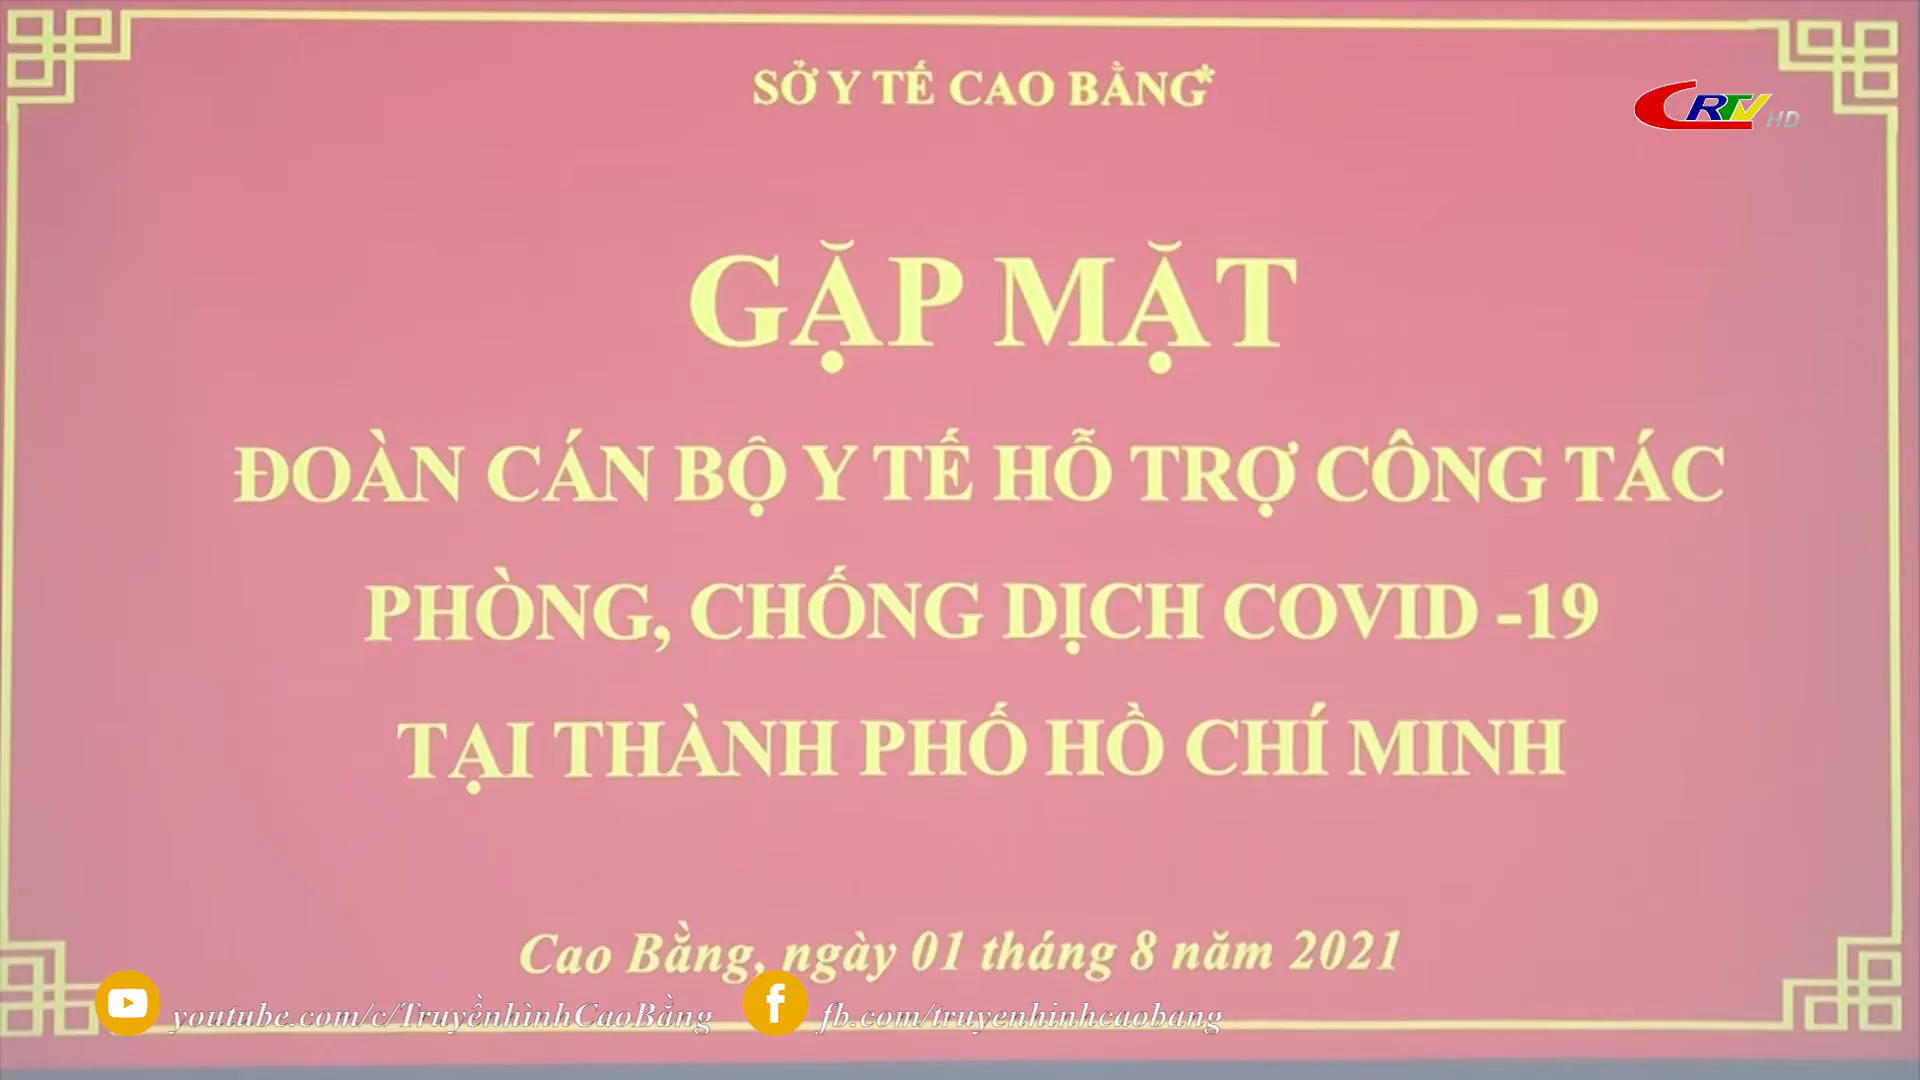 SỞ Y TẾ CAO BẰNG*
CRTV HD
GẶP MẶT
ĐOÀN CÁN BỘ Y TẾ HỖ TRỢ CÔNG TÁC
PHÒNG, CHỐNG DỊCH COVID -19
TẠI THÀNH PHỐ HỒ CHÍ MINH
Cao Bằng, ngày 01 tháng 8 năm 2021
youtube.com/c/TruyềnhìnhCaoBằng fb.com/truyenhinhcaobang